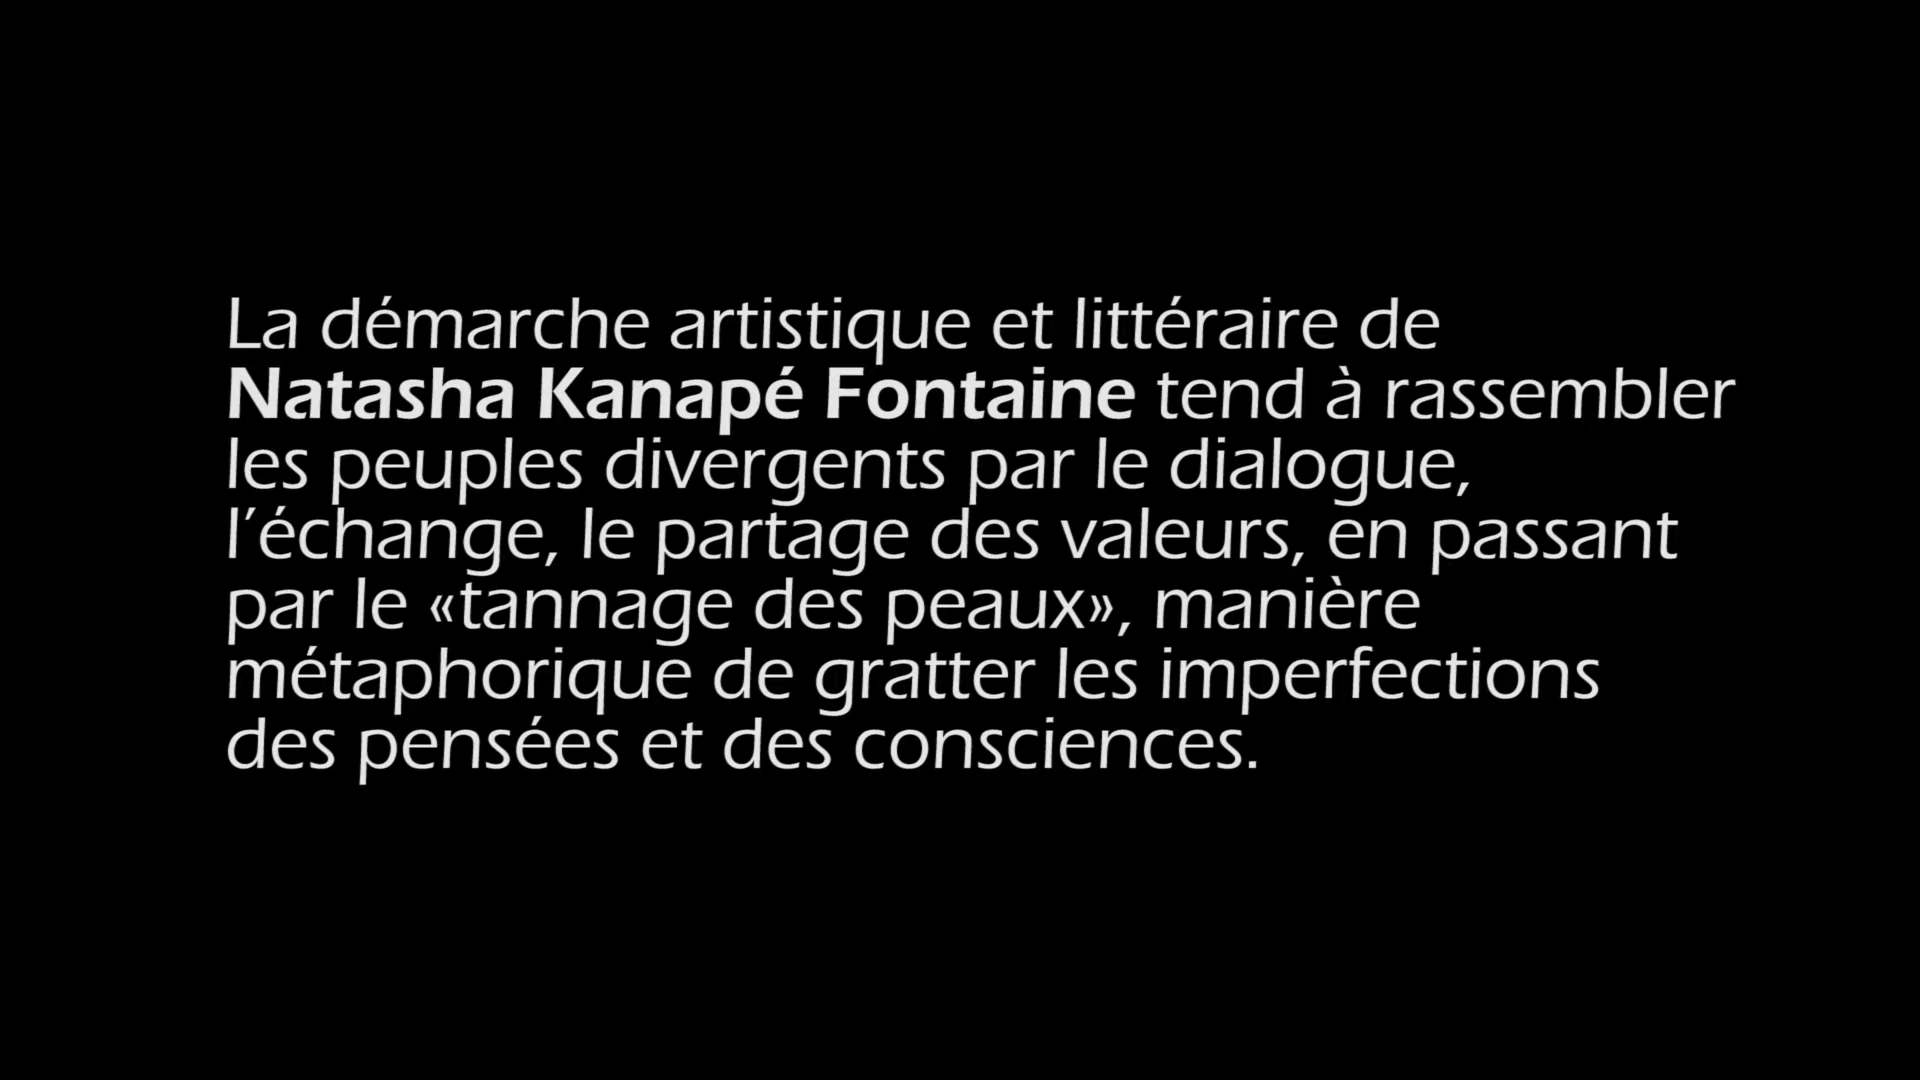 La démarche artistique et littéraire de
Natasha Kanapé Fontaine tend à rassembler
les peuples divergents par le dialogue,
l’échange, le partage des valeurs, en passant
par le «tannage des peaux», manière
métaphorique de gratter les imperfections
des pensées et des consciences.